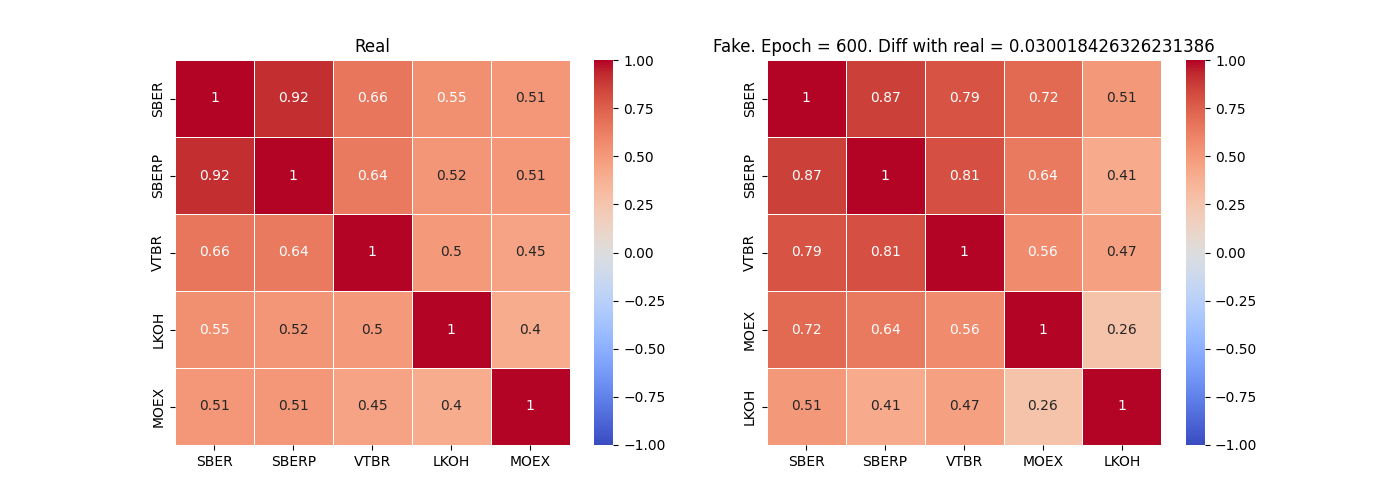 Real
SBER 1 0.92 0.66 0.55 0.51
SBERP 0.92 1 0.64 0.52 0.51
VTBR 0.66 0.64 1 0.5 0.45
LKOH 0.55 0.52 0.5 1 0.4
MOEX 0.51 0.51 0.45 0.4 1
SBER SBERP VTBR LKOH MOEX
1.00
0.75
0.50
0.25
0.00
−0.25
−0.50
−0.75
−1.00
Fake. Epoch = 600. Diff with real = 0.030018426326231386
SBER 1 0.87 0.79 0.72 0.51
SBERP 0.87 1 0.81 0.64 0.41
VTBR 0.79 0.81 1 0.56 0.47
MOEX 0.72 0.64 0.56 1 0.26
LKOH 0.51 0.41 0.47 0.26 1
SBER SBERP VTBR MOEX LKOH
1.00
0.75
0.50
0.25
0.00
−0.25
−0.50
−0.75
−1.00